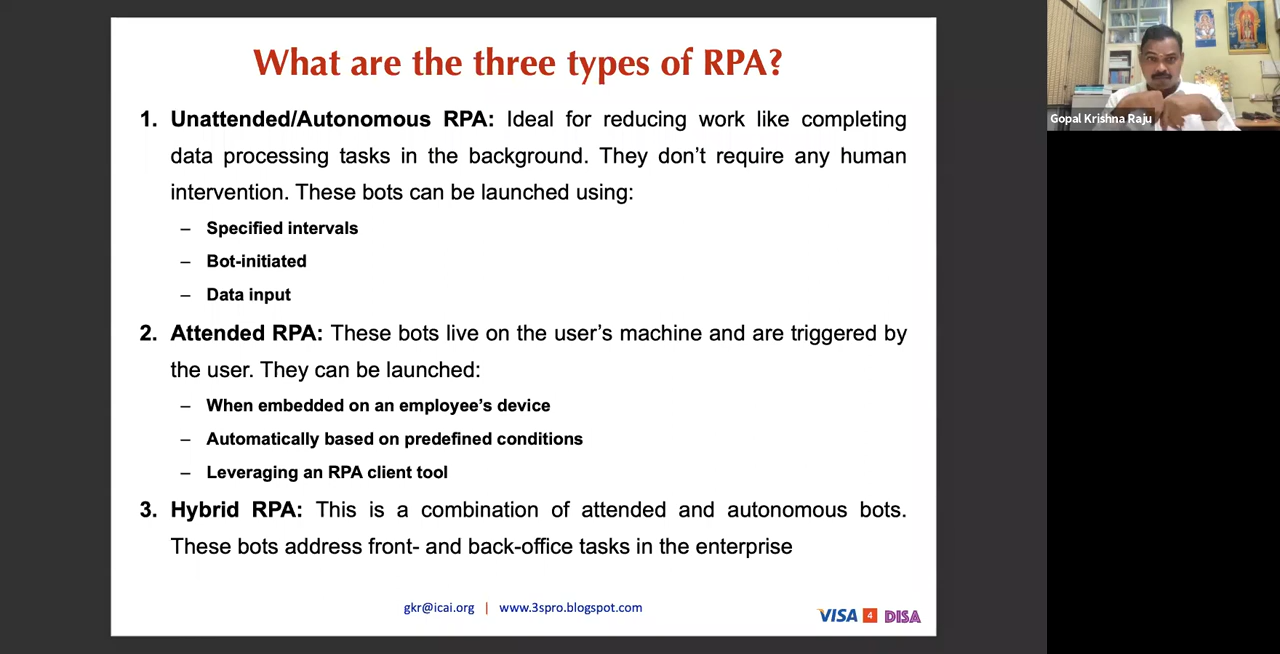 What are the three types of RPA?
1. Unattended/Autonomous RPA: Ideal for reducing work like completing
data processing tasks in the background. They don’t require any human
intervention. These bots can be launched using:
– Specified intervals
– Bot-initiated
– Data input
2. Attended RPA: These bots live on the user’s machine and are triggered by
the user. They can be launched:
– When embedded on an employee’s device
– Automatically based on predefined conditions
– Leveraging an RPA client tool
3. Hybrid RPA: This is a combination of attended and autonomous bots.
These bots address front- and back-office tasks in the enterprise
gkr@icai.org | www.3spro.blogspot.com
VISA 4 DISA
Gopal Krishna Raju